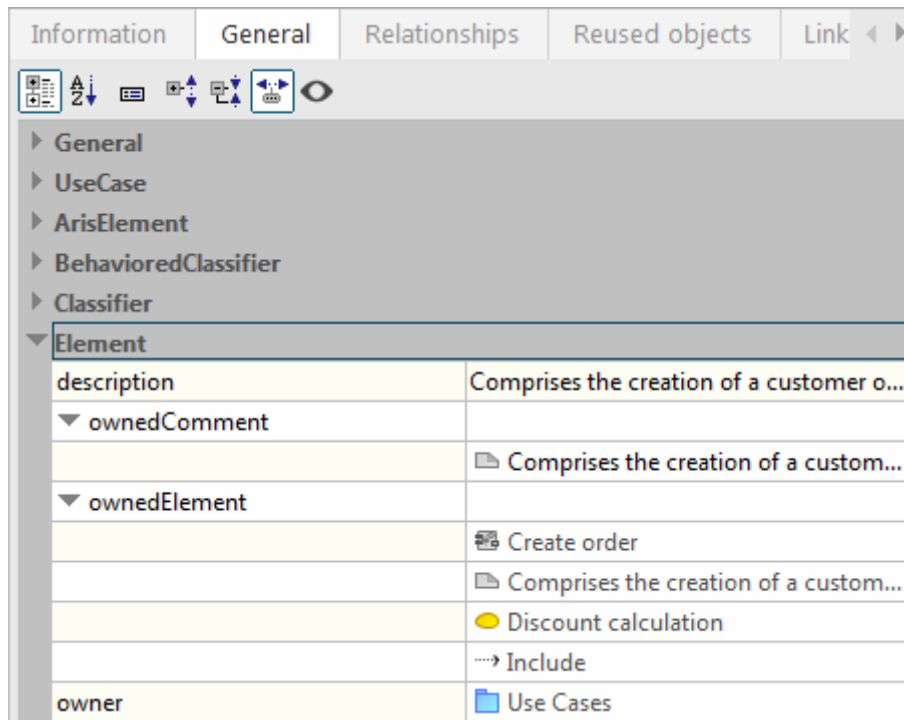 Information General Relationships Reused objects Link
General
UseCase
ArisElement
BehavioredClassifier
Classifier
Element
description Comprises the creation of a customer o...
ownedComment
Comprises the creation of a custom...
ownedElement
Create order
Comprises the creation of a custom...
Discount calculation
Include
owner Use Cases